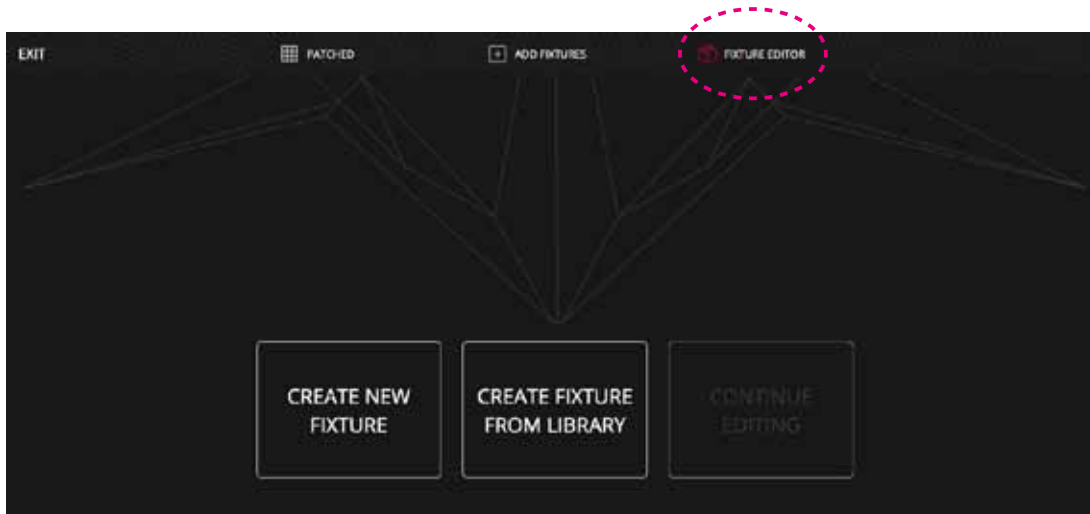 EXIT
PATCHED
ADD FIXTURES
FIXTURE EDITOR
CREATE NEW
FIXTURE
CREATE FIXTURE
FROM LIBRARY
CONTINUE
EDITING